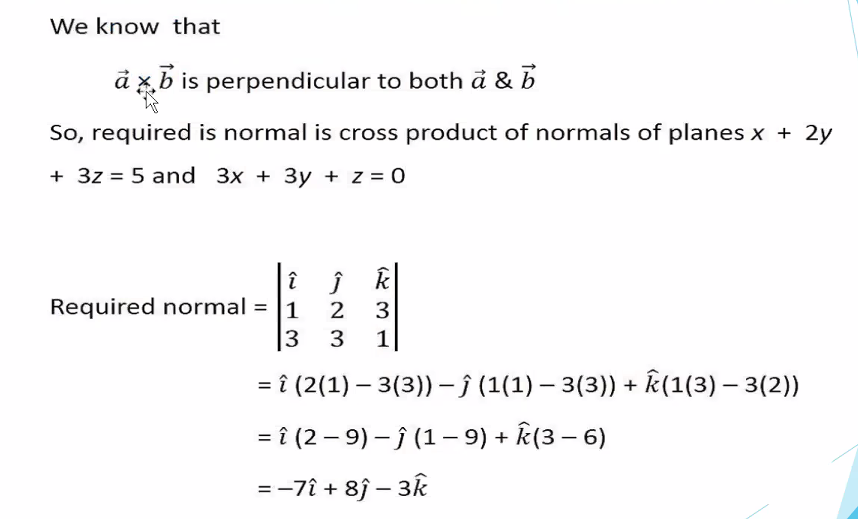 We know that
a⃗ × b⃗ is perpendicular to both a⃗ & b⃗
So, required is normal is cross product of normals of planes x + 2y
+ 3z = 5 and 3x + 3y + z = 0
î ĵ k̂
Required normal = 1 2 3
3 3 1
= î (2(1) – 3(3)) – ĵ (1(1) – 3(3)) + k̂(1(3) – 3(2))
= î (2 – 9) – ĵ (1 – 9) + k̂(3 – 6)
= –7î + 8ĵ – 3k̂